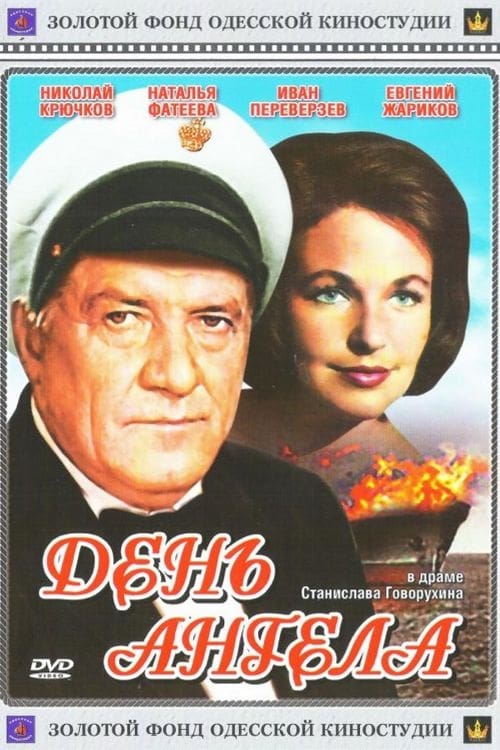 ЗОЛОТОЙ ФОНД ОДЕССКОЙ КИНОСТУДИИ
НИКОЛАЙ КРЮЧКОВ
НАТАЛЬЯ ФАТЕЕВА
ИВАН ПЕРЕВЕРЗЕВ
ЕВГЕНИЙ ЖАРИКОВ
ДЕНЬ
АНГЕЛА
в драме
Станислава Говорухина
DVD
VIDEO
ЗОЛОТОЙ ФОНД ОДЕССКОЙ КИНОСТУДИИ